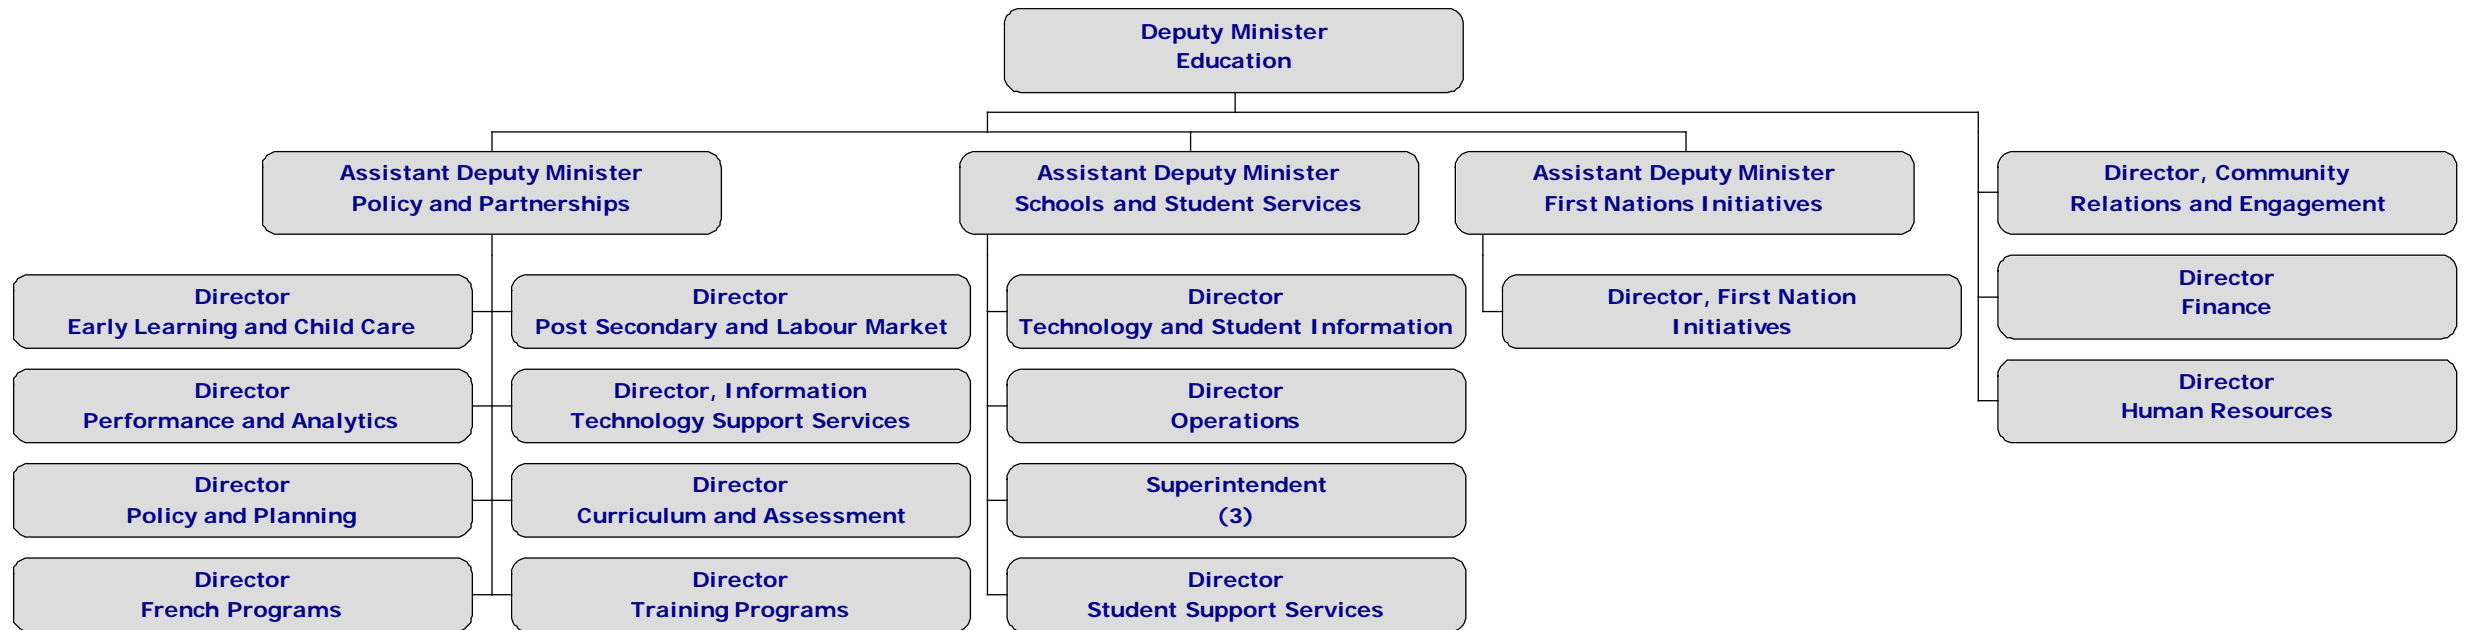 Deputy Minister
Education
Assistant Deputy Minister
Policy and Partnerships
Assistant Deputy Minister
Schools and Student Services
Assistant Deputy Minister
First Nations Initiatives
Director, Community
Relations and Engagement
Director
Finance
Director
Human Resources
Director
Early Learning and Child Care
Director
Post Secondary and Labour Market
Director
Technology and Student Information
Director, First Nation
Initiatives
Director
Performance and Analytics
Director, Information
Technology Support Services
Director
Operations
Director
Policy and Planning
Director
Curriculum and Assessment
Superintendent
(3)
Director
French Programs
Director
Training Programs
Director
Student Support Services